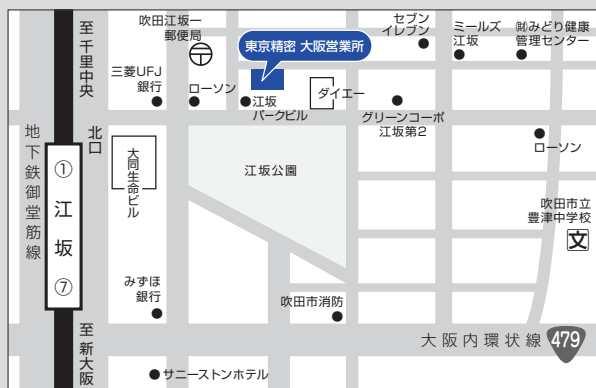 至千里中央
吹田江坂一
郵便局
東京精密 大阪営業所
セブン
イレブン
ミールズ
江坂
㈶みどり健康
管理センター
三菱UFJ
銀行
ローソン
江坂
パークビル
ダイエー
グリーンコーポ
江坂第2
ローソン
北口
地下鉄御堂筋線
①江坂⑦
大同生命ビル
江坂公園
吹田市立
豊津中学校
文
みずほ
銀行
吹田市消防
大阪内環状線
479
至新大阪
サニーストンホテル